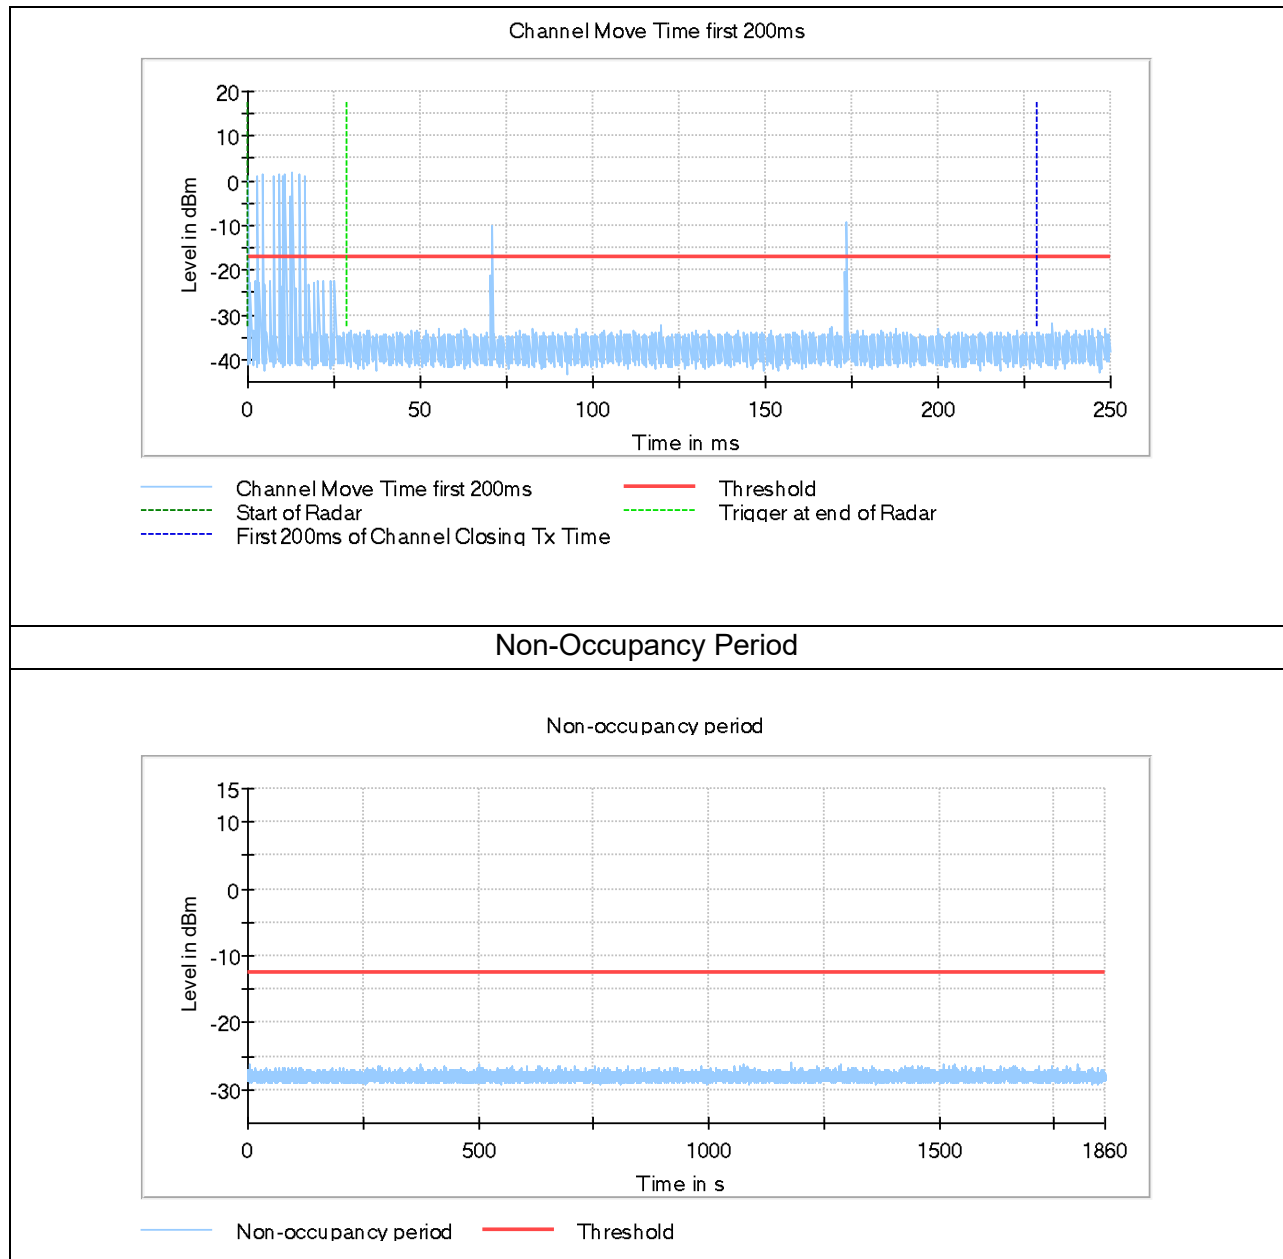 Channel Move Time first 200ms
20
10
0
-10
-20
-30
-40
Level in dBm
0 50 100 150 200 250
Time in ms
Channel Move Time first 200ms Threshold
Start of Radar Trigger at end of Radar
First 200ms of Channel Closing Tx Time
Non-Occupancy Period
Non-occupancy period
15
10
0
-10
-20
-30
Level in dBm
0 500 1000 1500 1860
Time in s
Non-occupancy period Threshold